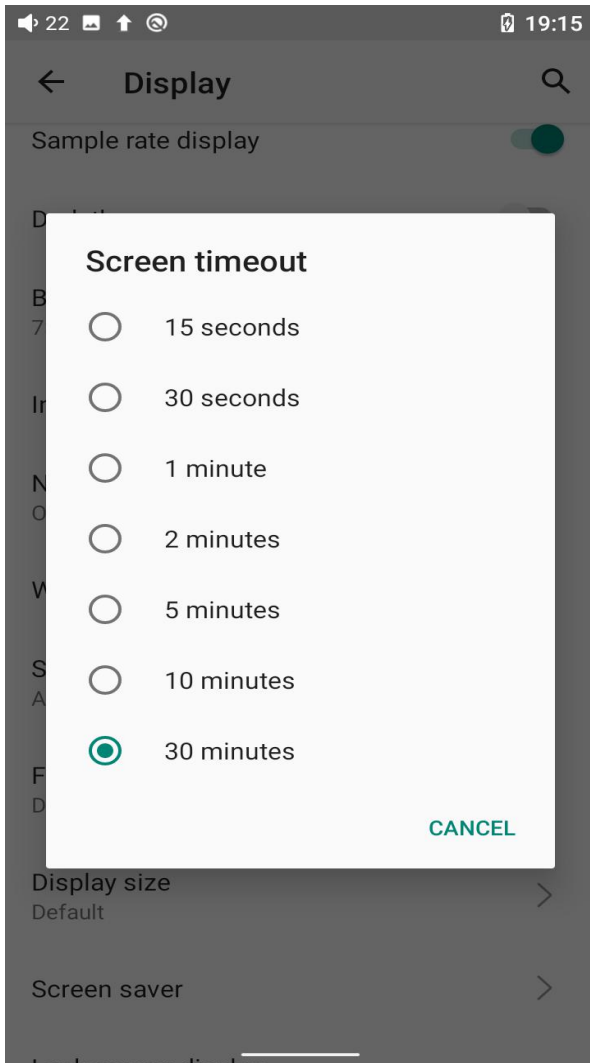 22 19:15
Display
Sample rate display
Screen timeout
15 seconds
30 seconds
1 minute
2 minutes
5 minutes
10 minutes
30 minutes
CANCEL
Display size
Default
Screen saver